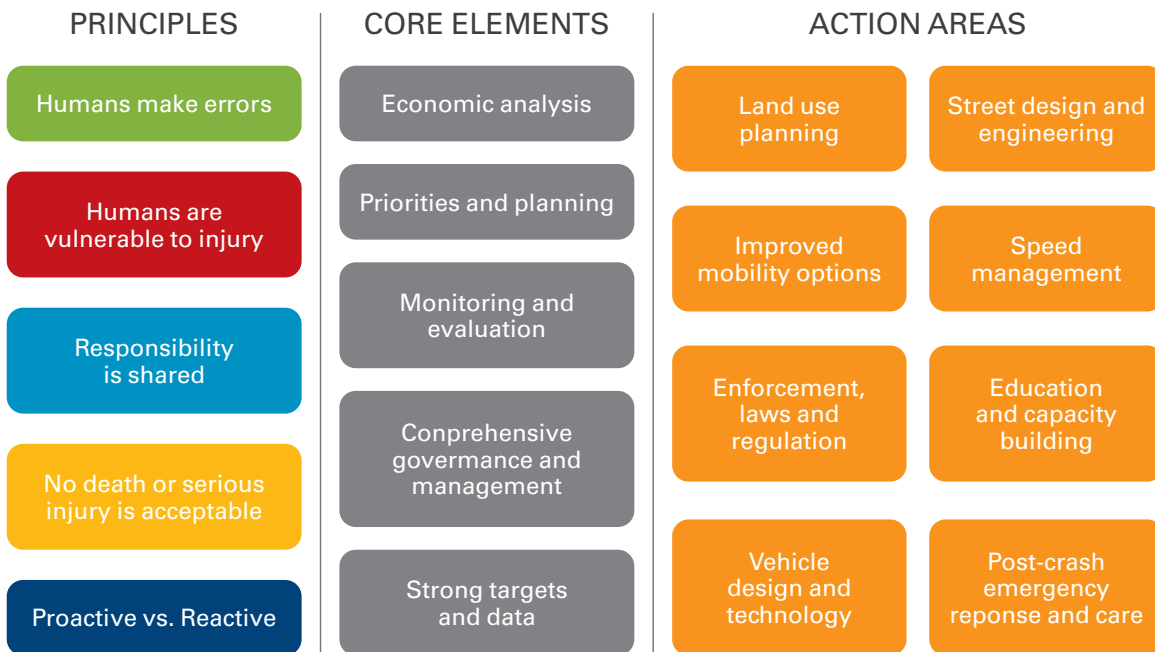 PRINCIPLES
Humans make errors
Humans are
vulnerable to injury
Responsibility
is shared
No death or serious
injury is acceptable
Proactive vs. Reactive
CORE ELEMENTS
Economic analysis
Priorities and planning
Monitoring and
evaluation
Conprehensive
govermance and
management
Strong targets
and data
ACTION AREAS
Land use
planning
Street design and
engineering
Improved
mobility options
Speed
management
Enforcement,
laws and
regulation
Education
and capacity
building
Vehicle
design and
technology
Post-crash
emergency
reponse and care